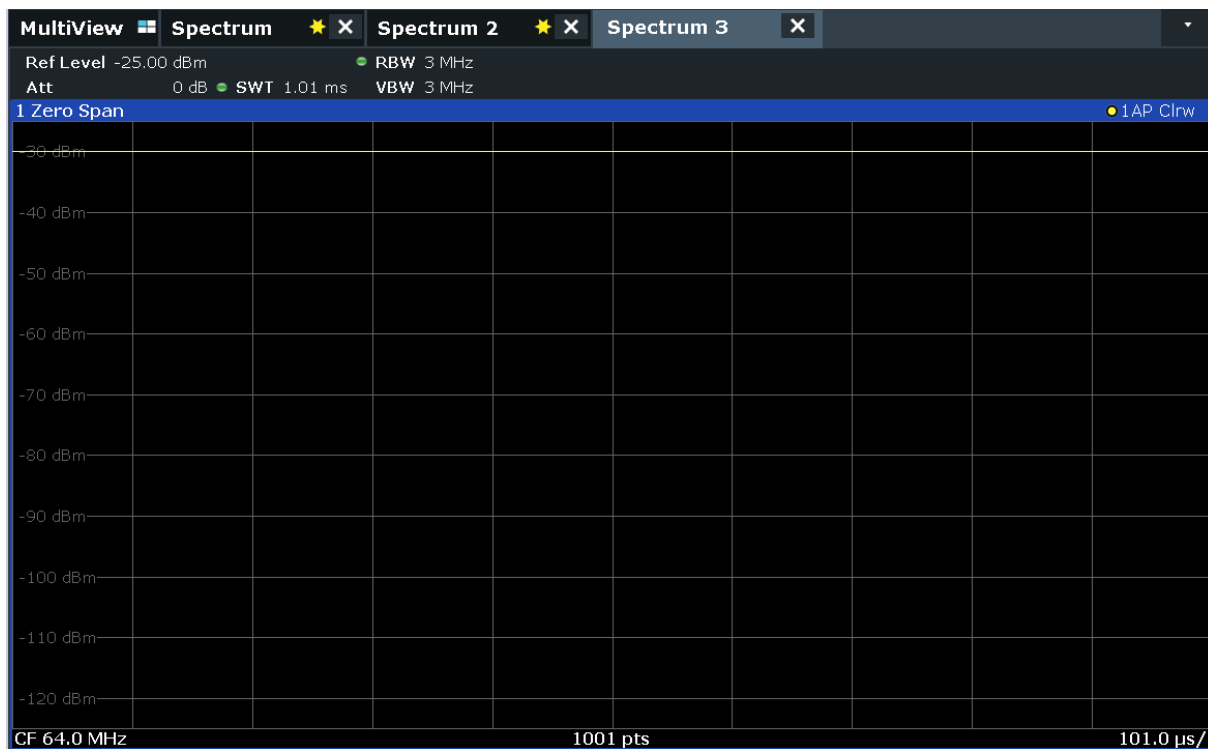 MultiView Spectrum Spectrum 2 Spectrum 3
Ref Level -25.00 dBm RBW 3 MHz
Att 0 dB SWT 1.01 ms VBW 3 MHz
1 Zero Span 1AP Clrw
-30 dBm
-40 dBm
-50 dBm
-60 dBm
-70 dBm
-80 dBm
-90 dBm
-100 dBm
-110 dBm
-120 dBm
CF 64.0 MHz 1001 pts 101.0 µs/